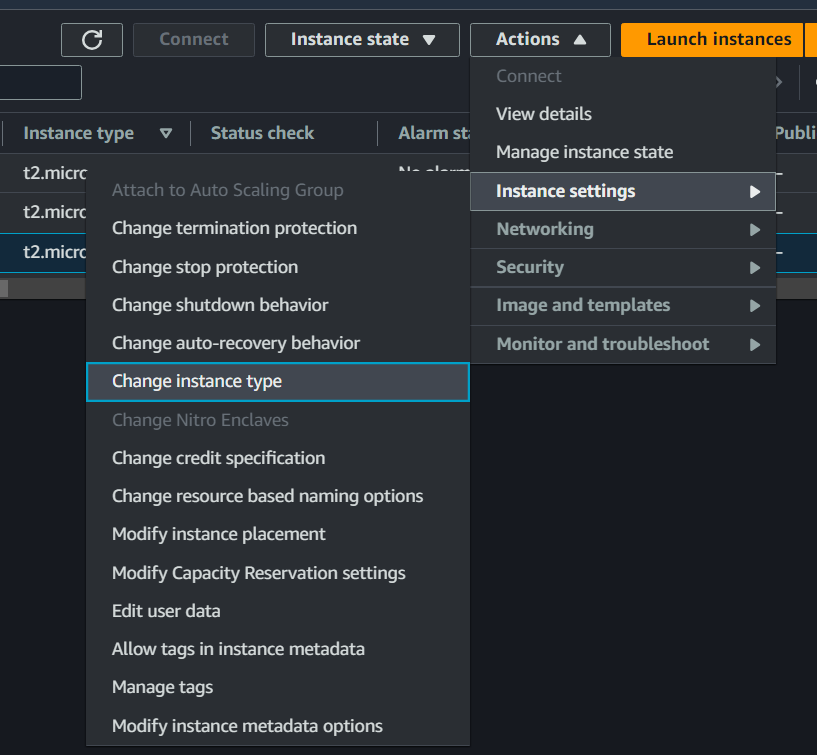 Connect
Instance state
Actions
Launch instances
Connect
View details
Manage instance state
Instance settings
Networking
Security
Image and templates
Monitor and troubleshoot
Instance type
Status check
Alarm sta
Publi
t2.micro
No alarm
t2.micro
t2.micro
Attach to Auto Scaling Group
Change termination protection
Change stop protection
Change shutdown behavior
Change auto-recovery behavior
Change instance type
Change Nitro Enclaves
Change credit specification
Change resource based naming options
Modify instance placement
Modify Capacity Reservation settings
Edit user data
Allow tags in instance metadata
Manage tags
Modify instance metadata options